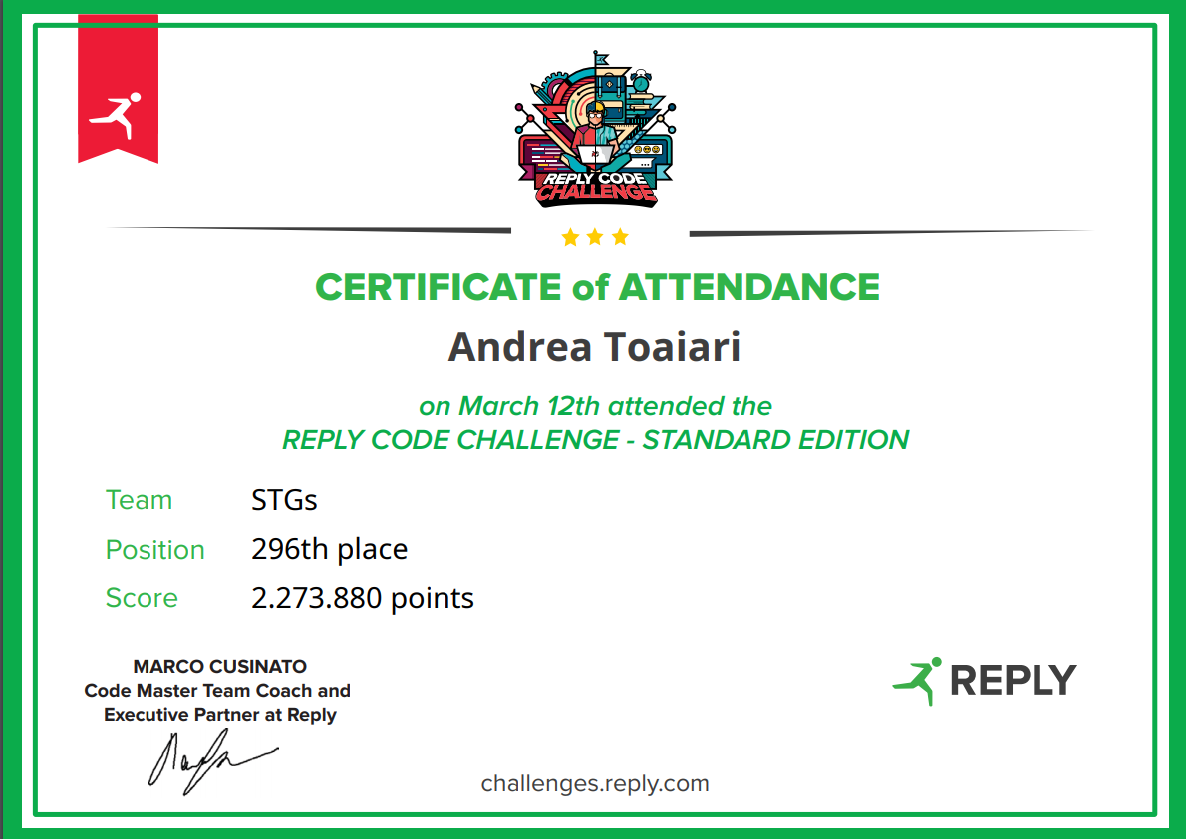 REPLY CODE
CHALLENGE
CERTIFICATE of ATTENDANCE
Andrea Toaiari
on March 12th attended the
REPLY CODE CHALLENGE - STANDARD EDITION
Team STGs
Position 296th place
Score 2.273.880 points
MARCO CUSINATO
Code Master Team Coach and
Executive Partner at Reply
REPLY
challenges.reply.com